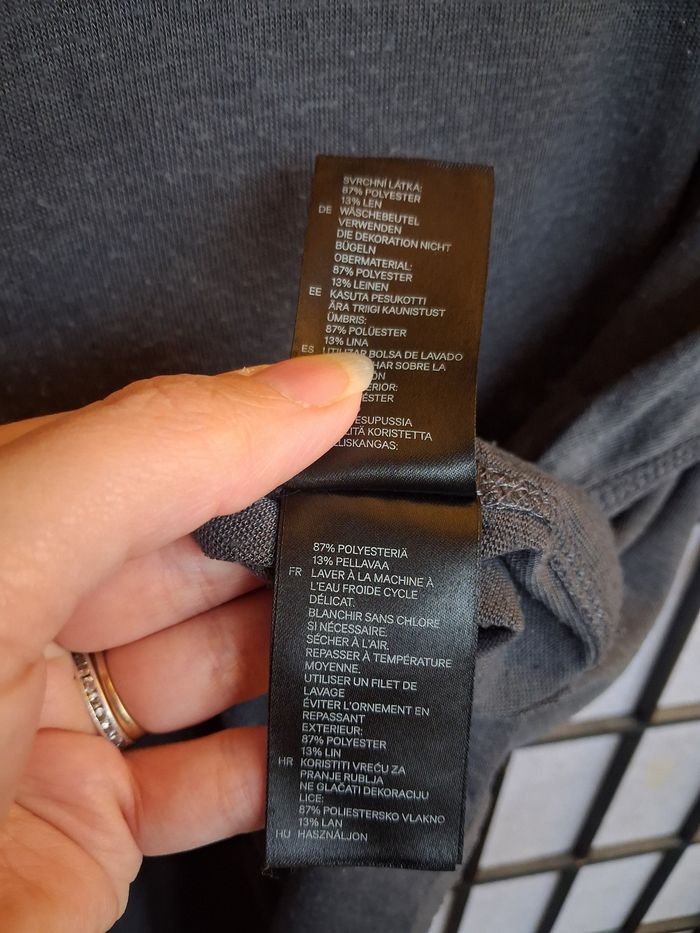 SVRCHNÍ LÁTKA:
87% POLYESTER
13% LEN
DE WÄSCHEBEUTEL
VERWENDEN
DIE DEKORATION NICHT
BÜGELN
OBERMATERIAL:
87% POLYESTER
13% LEINEN
EE KASUTA PESUKOTTI
ÄRA TRIIGI KAUNISTUST
ÜMBRIS:
87% POLÜESTER
13% LINA
ES UTILIZAR BOLSA DE LAVADO
SOBRE LA
KORISTETTA
87% POLYESTERIÄ
13% PELLAVAA
FR LAVER À LA MACHINE À
L'EAU FROIDE CYCLE
DÉLICAT.
BLANCHIR SANS CHLORE
SI NÉCESSAIRE.
SÉCHER À L'AIR.
REPASSER À TEMPÉRATURE
MOYENNE.
UTILISER UN FILET DE
LAVAGE
ÉVITER L'ORNEMENT EN
REPASSANT
EXTERIEUR:
87% POLYESTER
13% LIN
HR KORISTITI VREĆU ZA
PRANJE RUBLJA
NE GLAČATI DEKORACIJU
LICE:
87% POLIESTERSKO VLAKNO
13% LAN
HU HASZNÁLJON